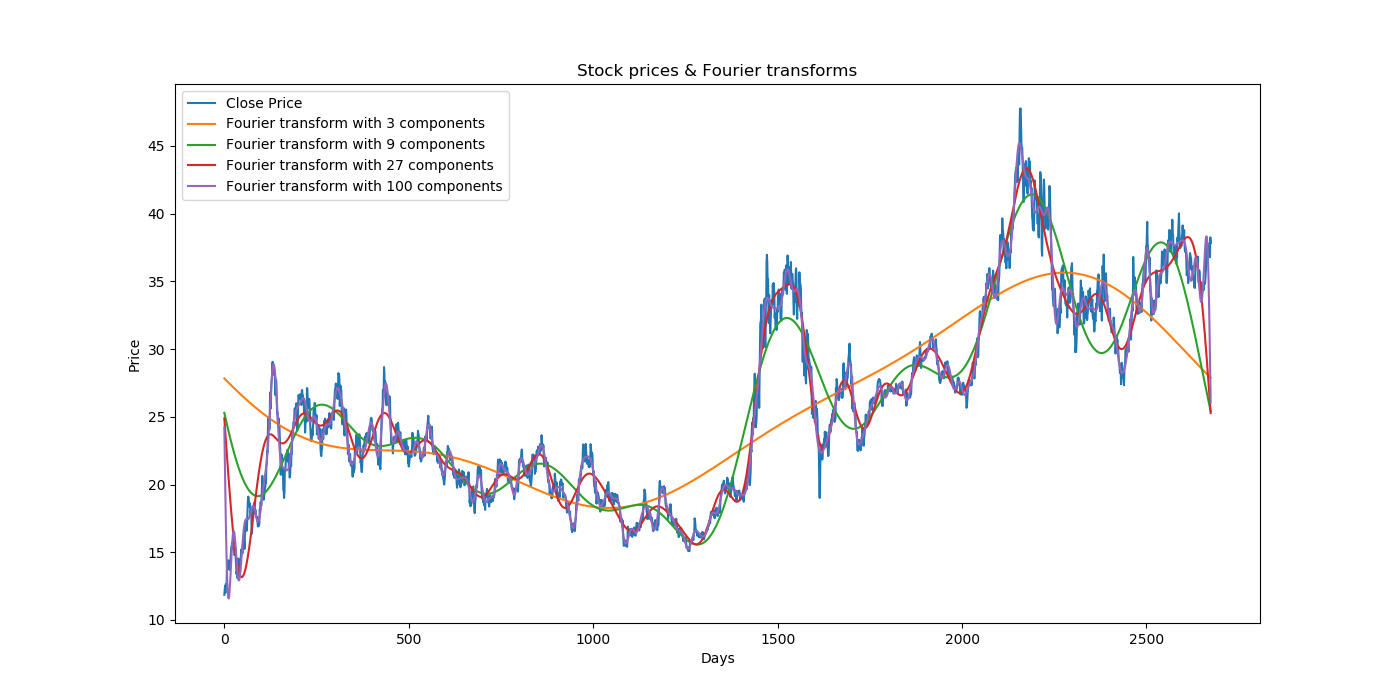 Stock prices & Fourier transforms
Close Price
Fourier transform with 3 components
Fourier transform with 9 components
Fourier transform with 27 components
Fourier transform with 100 components
Price
45
40
35
30
25
20
15
10
0 500 1000 1500 2000 2500
Days